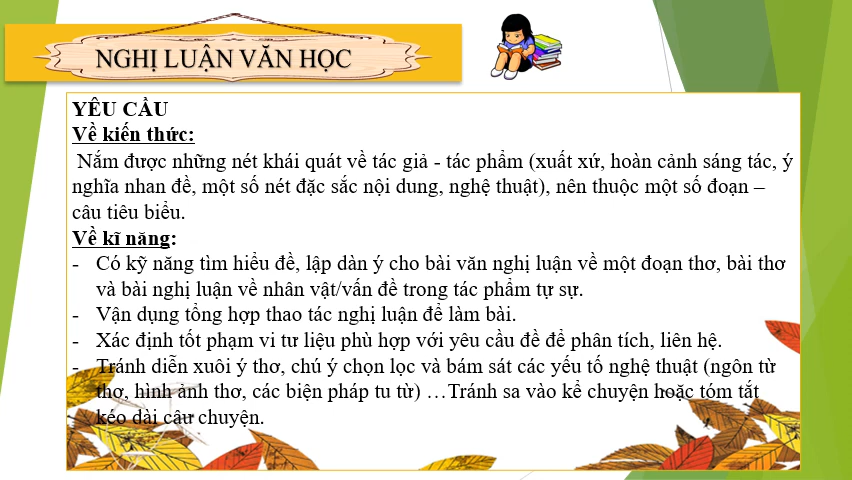 NGHỊ LUẬN VĂN HỌC
YÊU CẦU
Về kiến thức:
Nắm được những nét khái quát về tác giả - tác phẩm (xuất xứ, hoàn cảnh sáng tác, ý
nghĩa nhan đề, một số nét đặc sắc nội dung, nghệ thuật), nên thuộc một số đoạn –
câu tiêu biểu.
Về kĩ năng:
- Có kỹ năng tìm hiểu đề, lập dàn ý cho bài văn nghị luận về một đoạn thơ, bài thơ
và bài nghị luận về nhân vật/vấn đề trong tác phẩm tự sự.
- Vận dụng tổng hợp thao tác nghị luận để làm bài.
- Xác định tốt phạm vi tư liệu phù hợp với yêu cầu đề để phân tích, liên hệ.
- Tránh diễn xuôi ý thơ, chú ý chọn lọc và bám sát các yếu tố nghệ thuật (ngôn từ
thơ, hình ảnh thơ, các biện pháp tu từ) …Tránh sa vào kể chuyện hoặc tóm tắt
kéo dài câu chuyện.